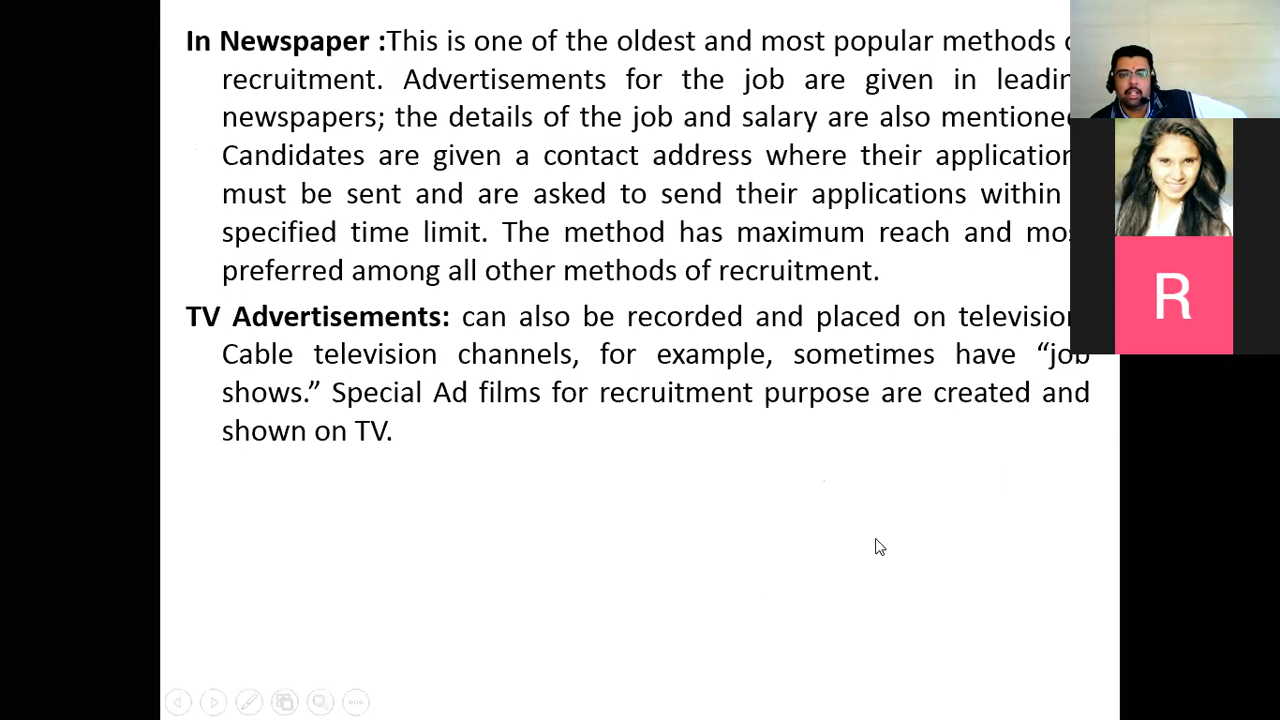 In Newspaper :This is one of the oldest and most popular methods
recruitment. Advertisements for the job are given in
newspapers; the details of the job and salary are also
Candidates are given a contact address where their
must be sent and are asked to send their applications within
specified time limit. The method has maximum reach and
preferred among all other methods of recruitment.
TV Advertisements: can also be recorded and placed on
Cable television channels, for example, sometimes have “job
shows.” Special Ad films for recruitment purpose are created and
shown on TV.
R